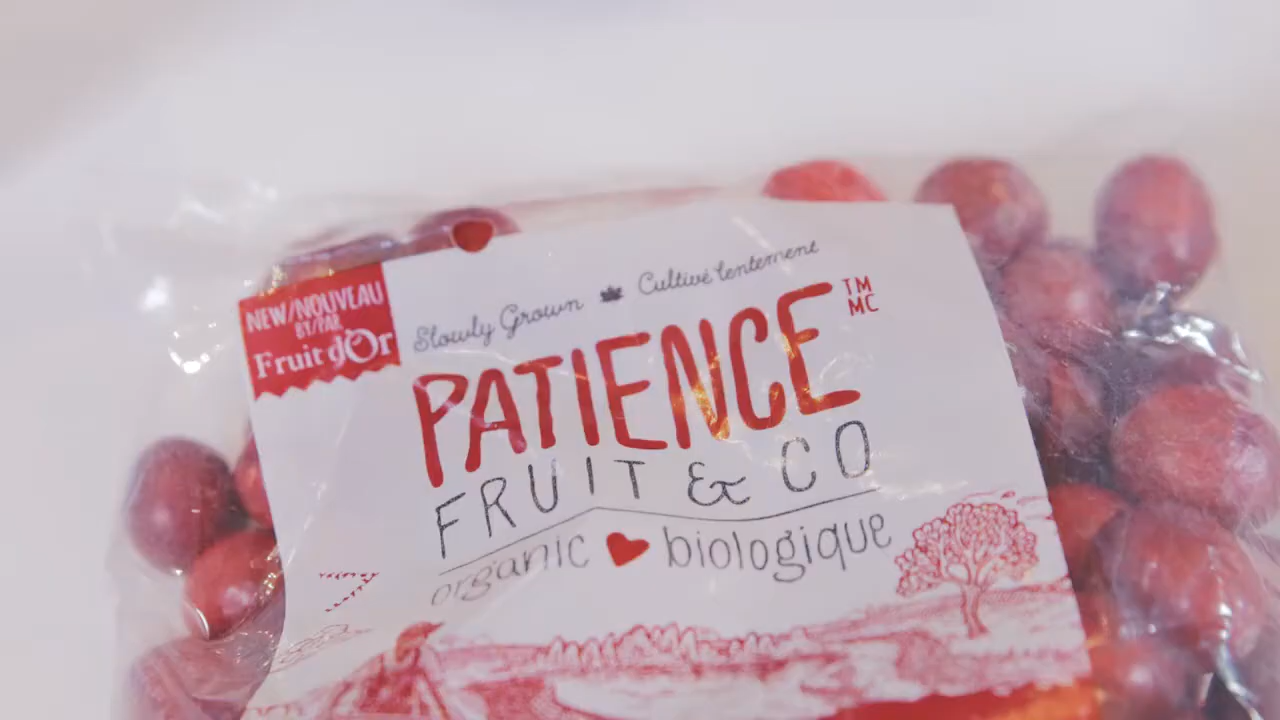 NEW/NOUVEAU
BY/PAR
Fruit d'Or
Slowly Grown Cultivé lentement
PATIENCE TM MC
FRUIT & CO
organic biologique